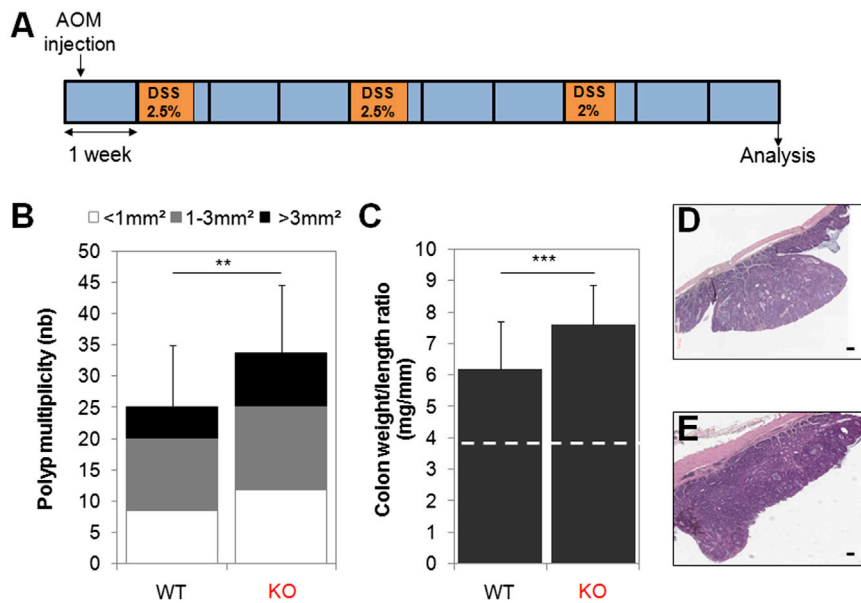 A
AOM
injection
DSS
2.5%
DSS
2.5%
DSS
2%
1 week
Analysis
B
<1mm² 1-3mm² >3mm²
Polyp multiplicity (nb)
50
45
40
35
30
25
20
15
10
5
0
**
WT
KO
C
Colon weight/length ratio
(mg/mm)
10
9
8
7
6
5
4
3
2
1
0
***
WT
KO
D
E